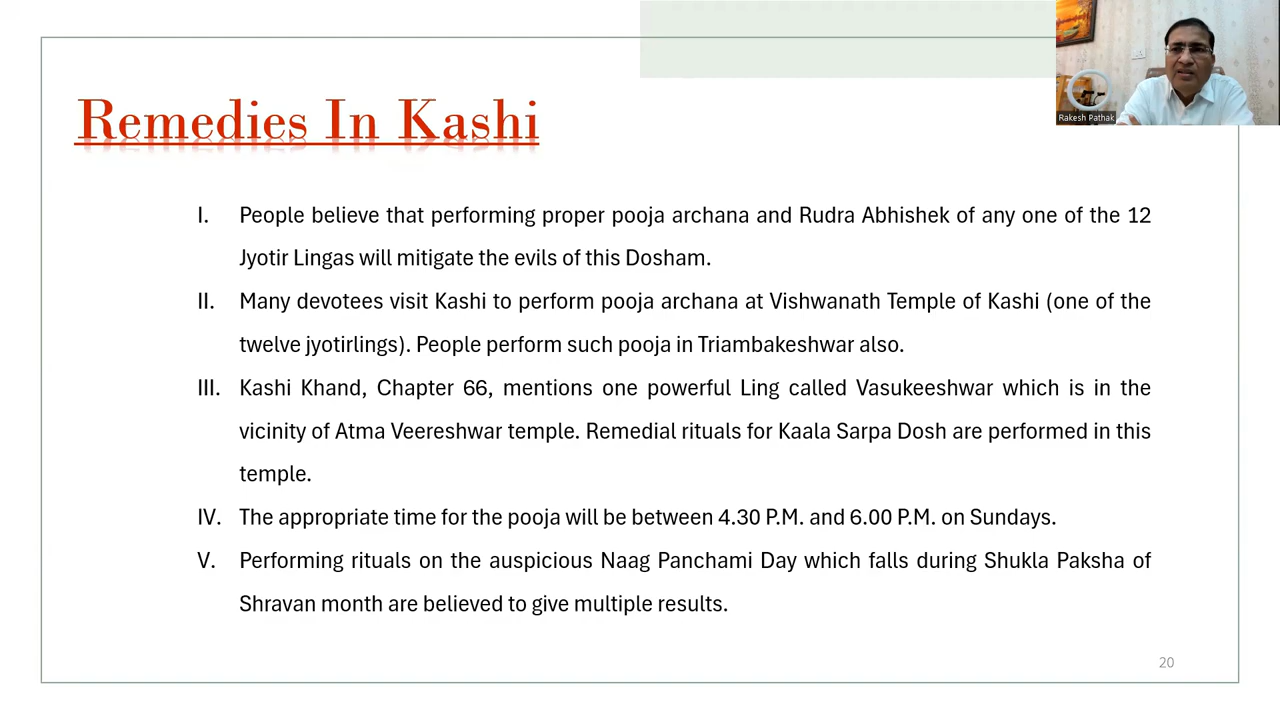 Remedies In Kashi
Rakesh Pathak
I. People believe that performing proper pooja archana and Rudra Abhishek of any one of the 12
Jyotir Lingas will mitigate the evils of this Dosham.
II. Many devotees visit Kashi to perform pooja archana at Vishwanath Temple of Kashi (one of the
twelve jyotirlings). People perform such pooja in Triambakeshwar also.
III. Kashi Khand, Chapter 66, mentions one powerful Ling called Vasukeeshwar which is in the
vicinity of Atma Veereshwar temple. Remedial rituals for Kaala Sarpa Dosh are performed in this
temple.
IV. The appropriate time for the pooja will be between 4.30 P.M. and 6.00 P.M. on Sundays.
V. Performing rituals on the auspicious Naag Panchami Day which falls during Shukla Paksha of
Shravan month are believed to give multiple results.
20